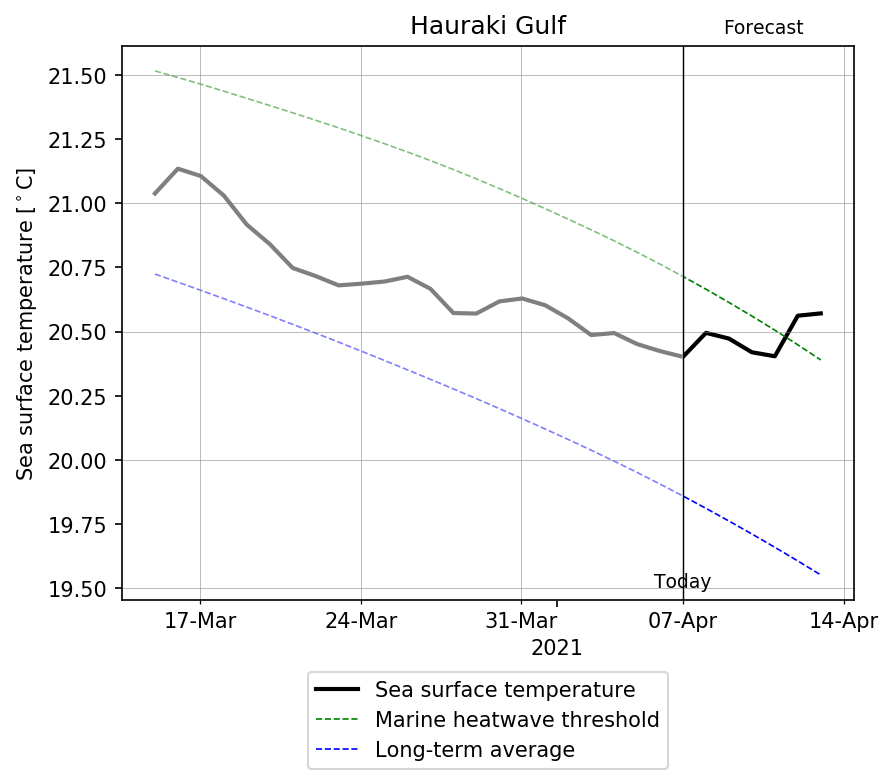 Hauraki Gulf
Forecast
Sea surface temperature [°C]
21.50
21.25
21.00
20.75
20.50
20.25
20.00
19.75
19.50
Today
17-Mar 24-Mar 31-Mar 07-Apr 14-Apr
2021
Sea surface temperature
Marine heatwave threshold
Long-term average